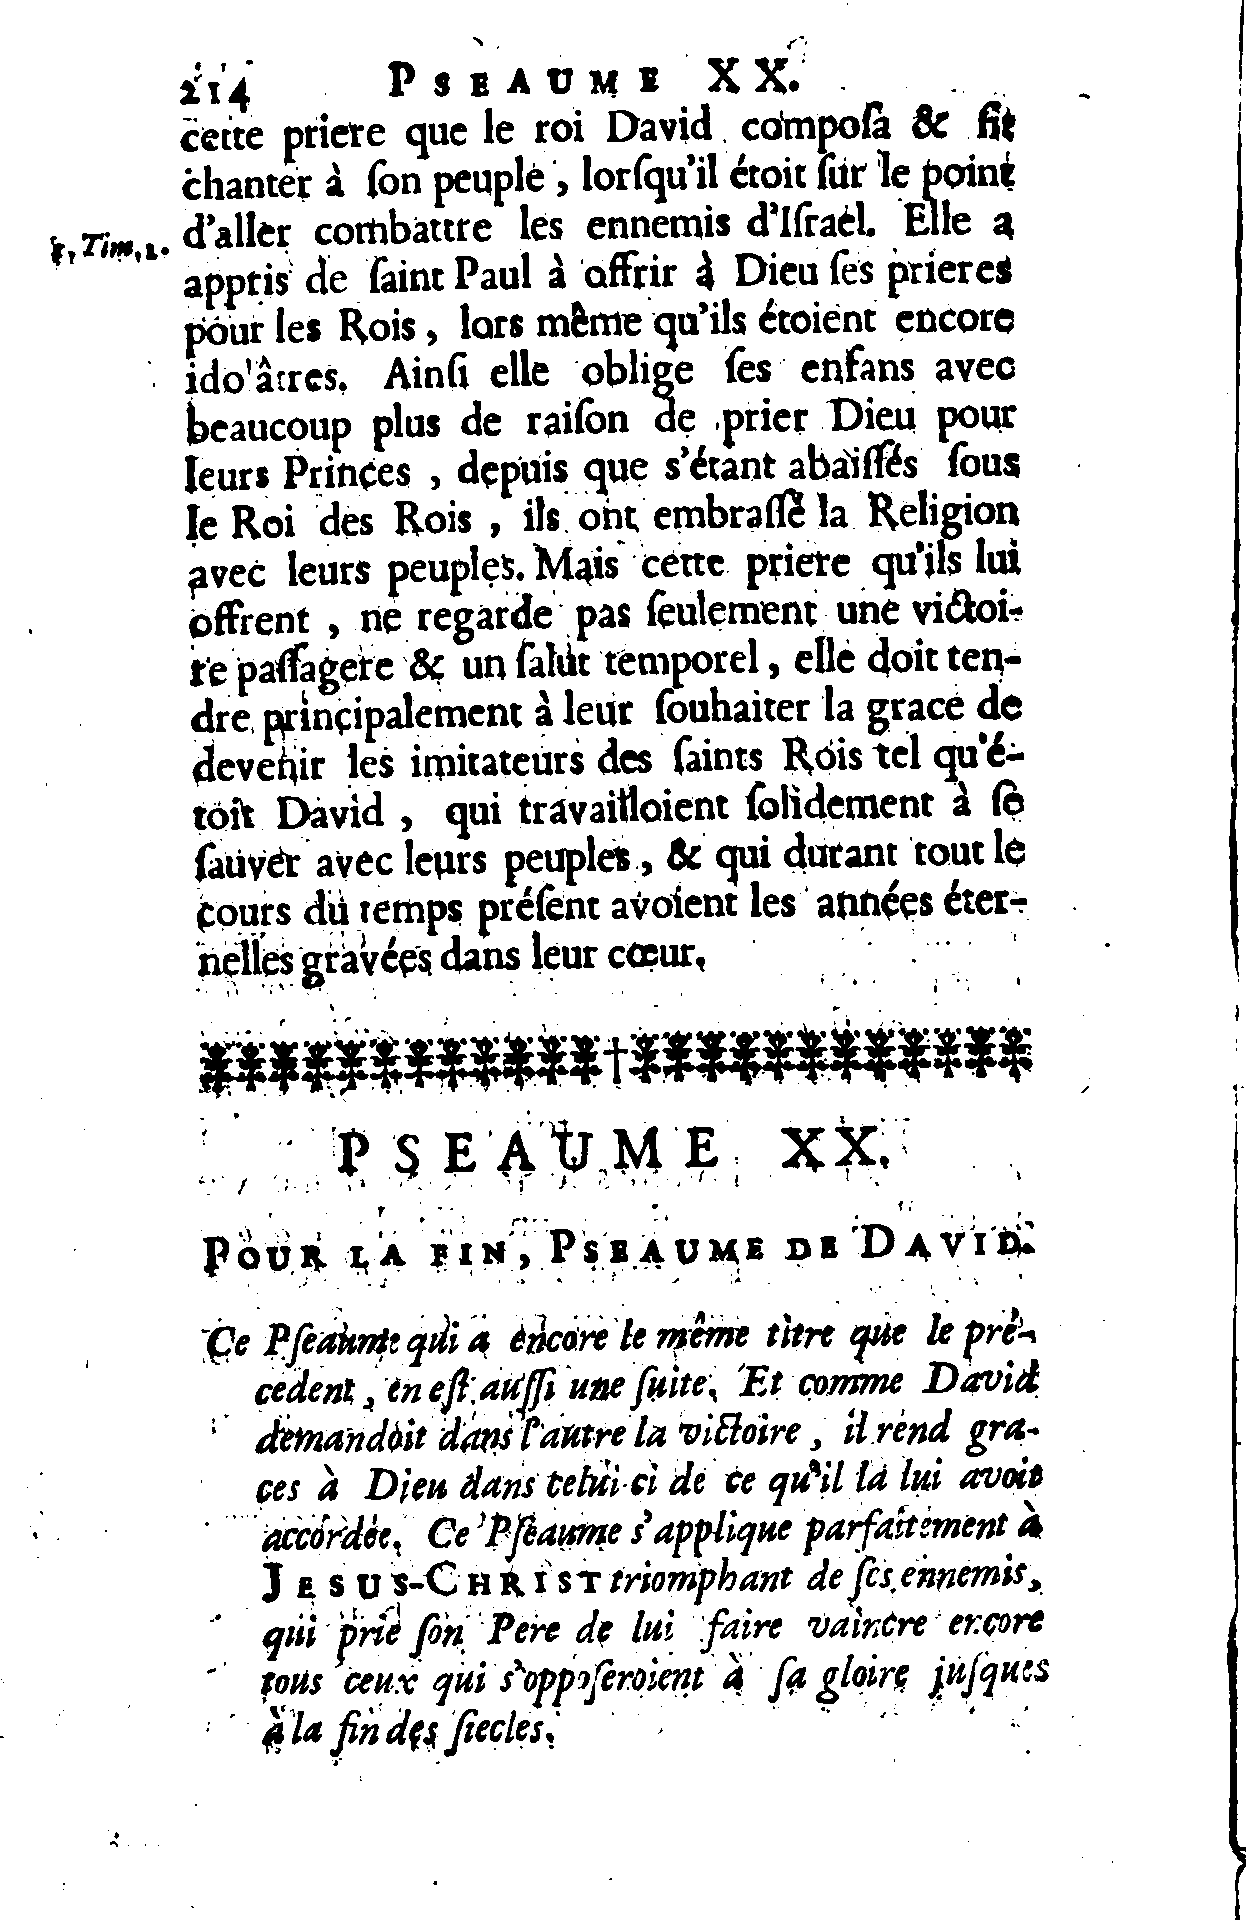 214 PSEAUME XX.
cette priere que le roi David composa & fit
chanter à ſon peuple, lorſqu'il étoit ſur le point
d'aller combattre les ennemis d'Iſrael. Elle a
1. Tim. 2.
appris de ſaint Paul à offrir à Dieu ſes prieres
pour les Rois, lors même qu'ils étoient encore
idolâtres. Ainſi elle oblige ſes enfans avec
beaucoup plus de raiſon de prier Dieu pour
leurs Princes, depuis que s'étant abaiſſés ſous
le Roi des Rois, ils ont embraſſé la Religion
avec leurs peuples. Mais cette priere qu'ils lui
offrent, ne regarde pas ſeulement une victoi-
re paſſagere & un ſalut temporel, elle doit ten-
dre principalement à leur ſouhaiter la grace de
devenir les imitateurs des ſaints Rois tel qu'é-
toit David, qui travailloient ſolidement à ſe
ſauver avec leurs peuples, & qui durant tout le
cours du temps préſent avoient les années éter-
nelles gravées dans leur cœur.
PSEAUME XX.
POUR LA FIN, PSEAUME DE DAVID.
Ce Pſeaume qui a encore le même titre que le pré-
cedent, en eſt auſſi une ſuite. Et comme David
demandoit dans l'autre la victoire, il rend gra-
ces à Dieu dans celui-ci de ce qu'il la lui avoit
accordée. Ce Pſeaume s'applique parfaitement à
JESUS-CHRIST triomphant de ſes ennemis,
qui prie ſon Pere de lui faire vaincre encore
tous ceux qui s'oppoſeroient à ſa gloire juſques
à la fin des ſiecles.